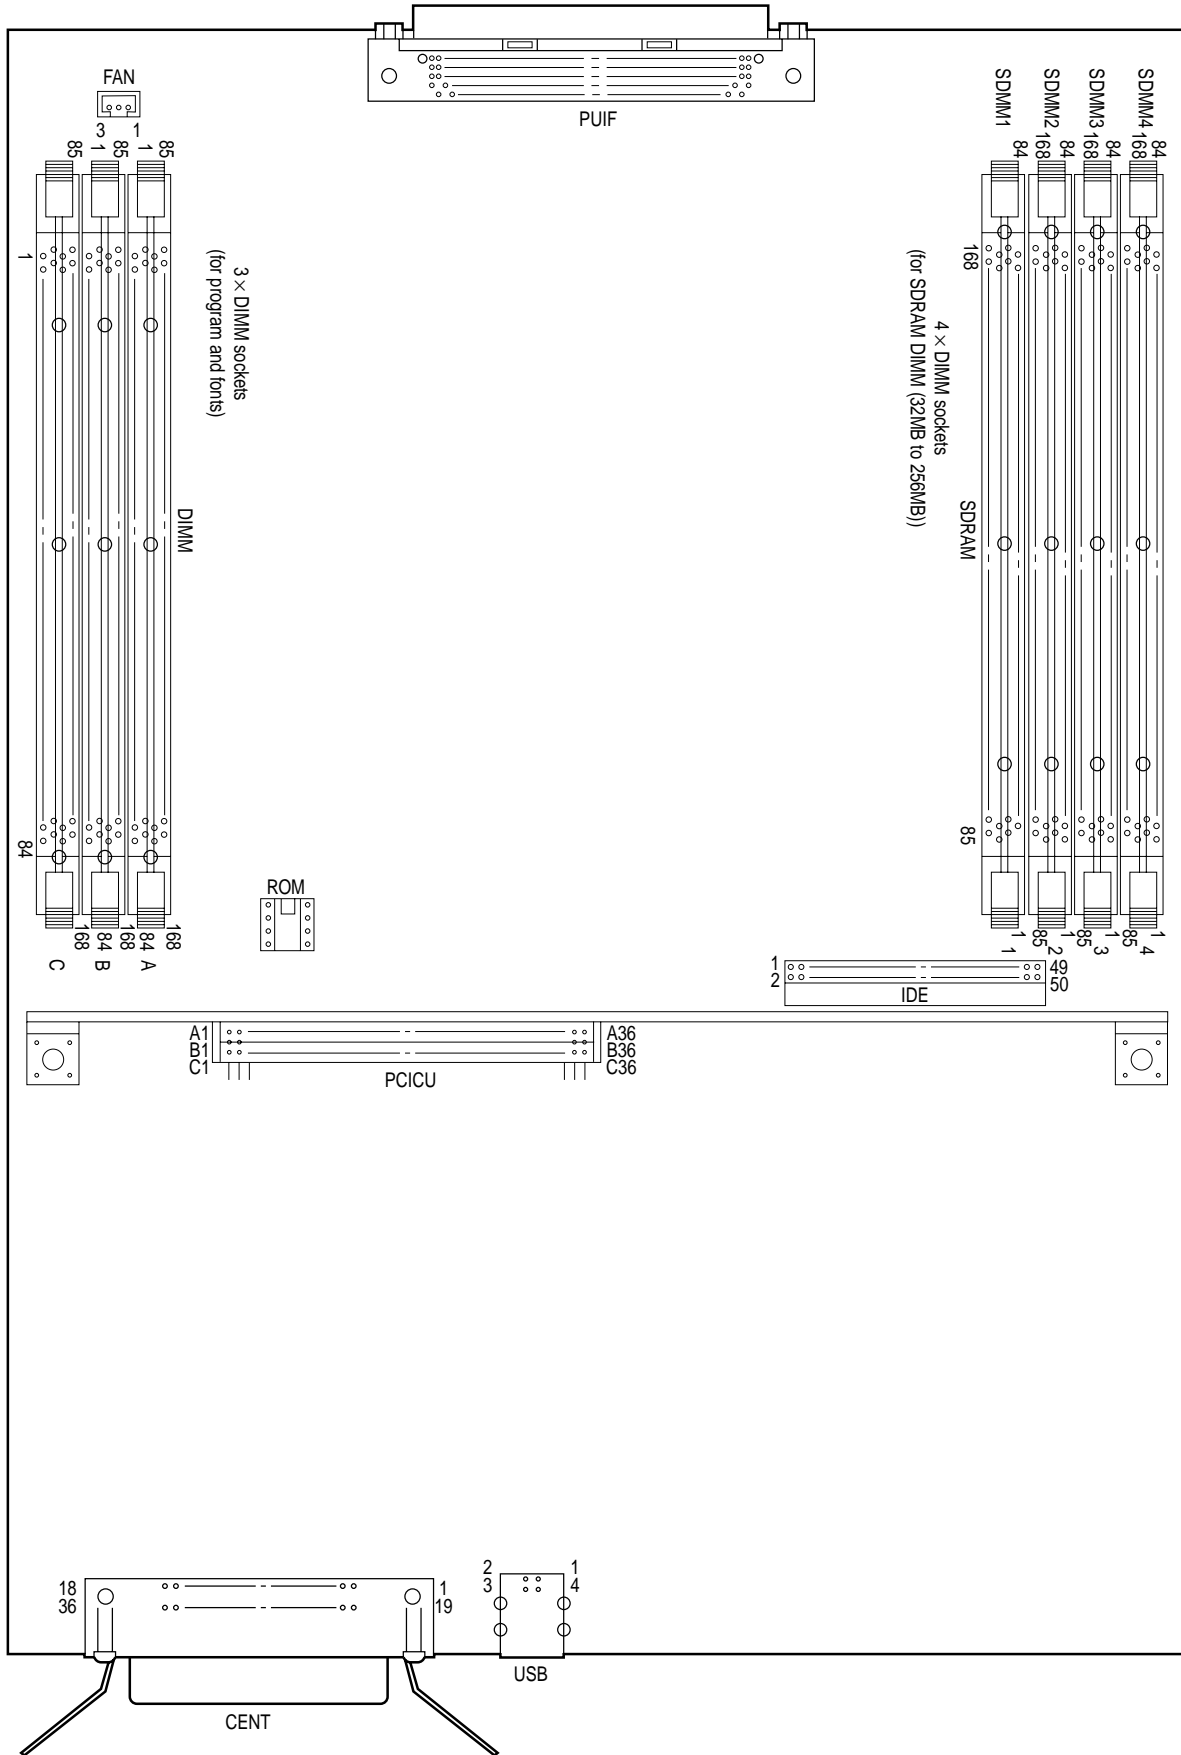 FAN
3 1
PUIF
SDMM1
SDMM2
SDMM3
SDMM4
85
1
85
1
85
84
168
84
168
84
168
84
1
168
3 × DIMM sockets
(for program and fonts)
4 × DIMM sockets
(for SDRAM DIMM (32MB to 256MB))
DIMM
SDRAM
84
85
ROM
168
84
168
84
168
C
B
A
1
85
1
85
1
85
1
1
2
3
4
1 49
2 50
IDE
A1 A36
B1 B36
C1 C36
PCICU
18 1
36 19
2 1
3 4
USB
CENT